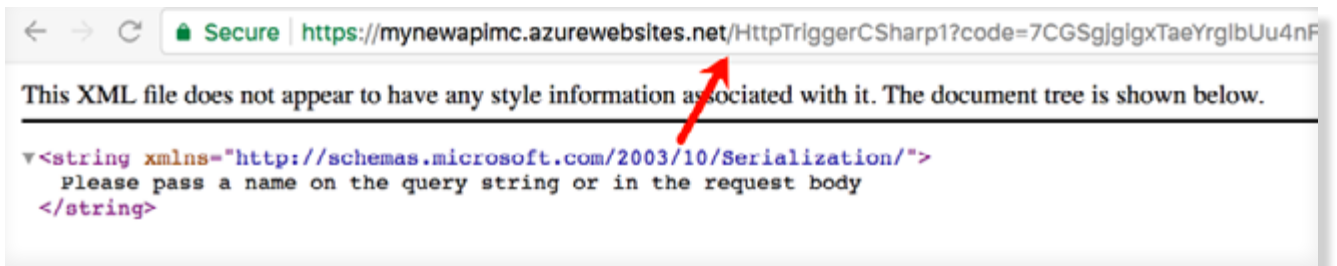 Secure https://mynewapimc.azurewebsites.net/HttpTriggerCSharp1?code=7CGSgjgigxTaeYrglbUu4nF
This XML file does not appear to have any style information associated with it. The document tree is shown below.
▼<string xmlns="http://schemas.microsoft.com/2003/10/Serialization/">
Please pass a name on the query string or in the request body
</string>